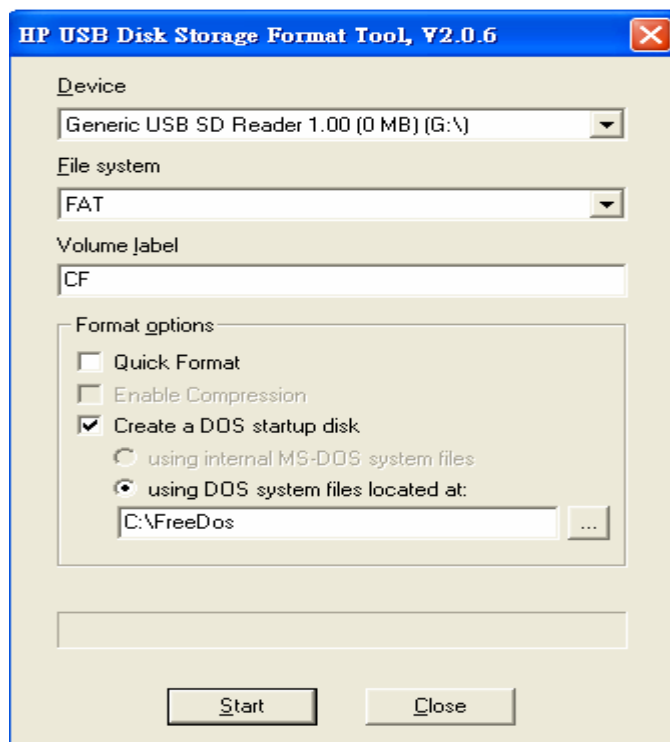 HP USB Disk Storage Format Tool, V2.0.6
Device
Generic USB SD Reader 1.00 (0 MB) (G:\)
File system
FAT
Volume label
CF
Format options
Quick Format
Enable Compression
Create a DOS startup disk
using internal MS-DOS system files
using DOS system files located at:
C:\FreeDos
...
Start
Close